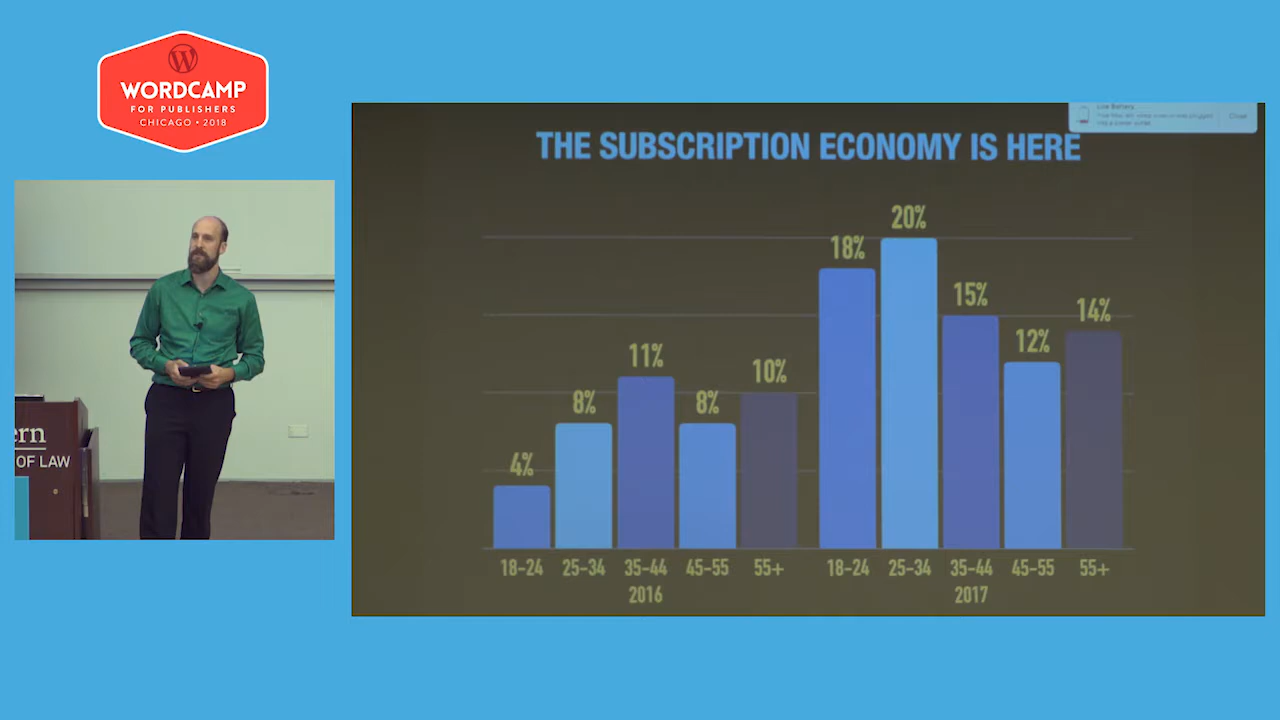 WORDCAMP
FOR PUBLISHERS
CHICAGO • 2018
Close
THE SUBSCRIPTION ECONOMY IS HERE
4%
8%
11%
8%
10%
18%
20%
15%
12%
14%
18-24 25-34 35-44 45-55 55+ 18-24 25-34 35-44 45-55 55+
2016 2017
ern
OF LAW